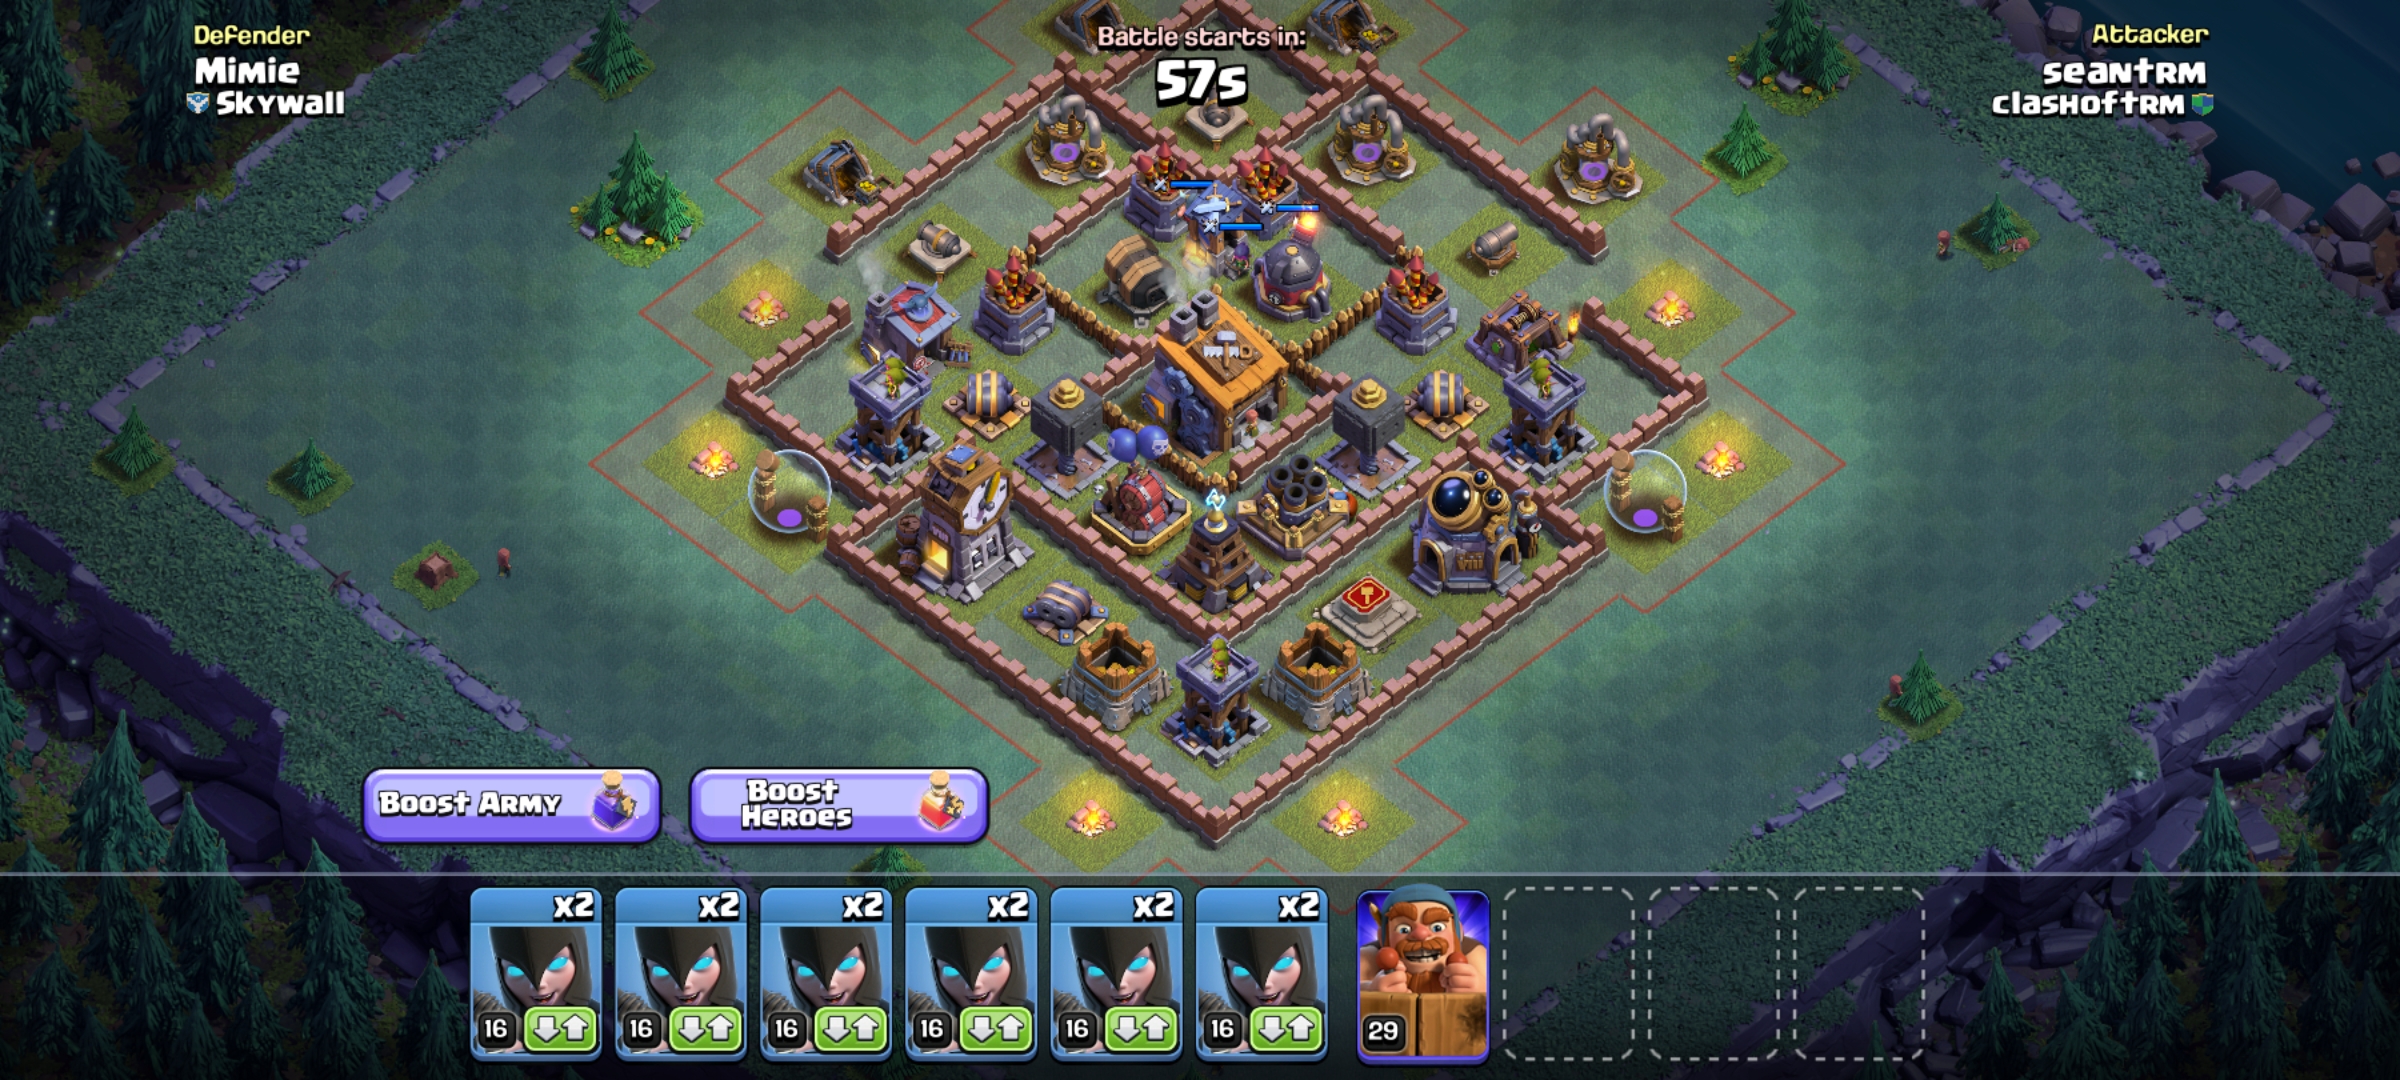 Defender
Mimie
Skywall
Battle starts in:
57s
Attacker
seantRM
clashoftRM
Boost Army
Boost
Heroes
x2
x2
x2
x2
x2
x2
16
16
16
16
16
16
29